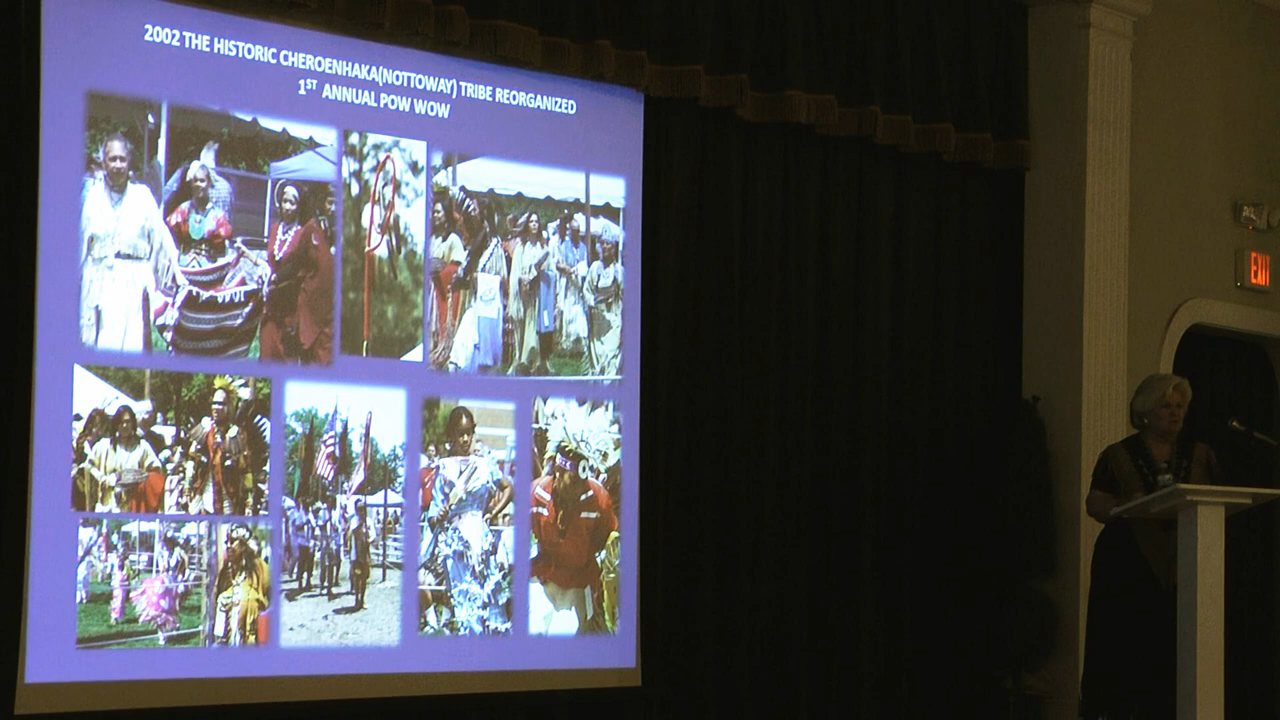 2002 THE HISTORIC CHEROENHAKA(NOTTOWAY) TRIBE REORGANIZED
1ST ANNUAL POW WOW
EXIT